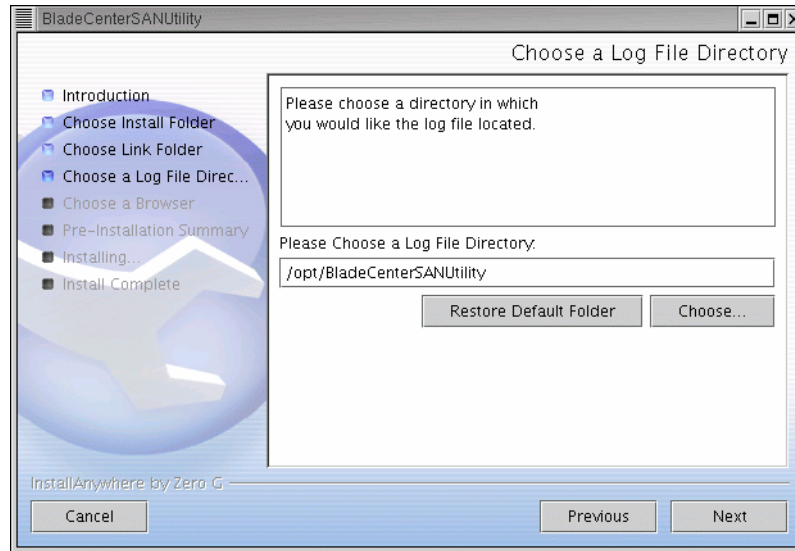 BladeCenterSANUtility
Choose a Log File Directory
Introduction
Choose Install Folder
Choose Link Folder
Choose a Log File Direc...
Choose a Browser
Pre-Installation Summary
Installing...
Install Complete
Please choose a directory in which
you would like the log file located.
Please Choose a Log File Directory:
/opt/BladeCenterSANUtility
Restore Default Folder
Choose...
InstallAnywhere by Zero G
Cancel
Previous
Next